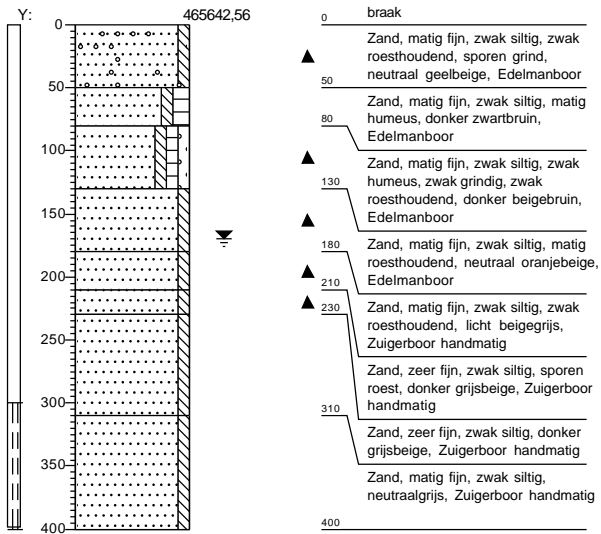 Y: 465642,56
0
50
100
150
200
250
300
350
400
0 braak
Zand, matig fijn, zwak siltig, zwak
roesthoudend, sporen grind,
neutraal geelbeige, Edelmanboor
50
Zand, matig fijn, zwak siltig, matig
humeus, donker zwartbruin,
Edelmanboor
80
Zand, matig fijn, zwak siltig, zwak
humeus, zwak grindig, zwak
roesthoudend, donker beigebruin,
Edelmanboor
130
Zand, matig fijn, zwak siltig, matig
roesthoudend, neutraal oranjebeige,
Edelmanboor
180
Zand, matig fijn, zwak siltig, zwak
roesthoudend, licht beigegrijs,
Zuigerboor handmatig
210
Zand, zeer fijn, zwak siltig, sporen
roest, donker grijsbeige, Zuigerboor
handmatig
230
Zand, zeer fijn, zwak siltig, donker
grijsbeige, Zuigerboor handmatig
310
Zand, matig fijn, zwak siltig,
neutraalgrijs, Zuigerboor handmatig
400